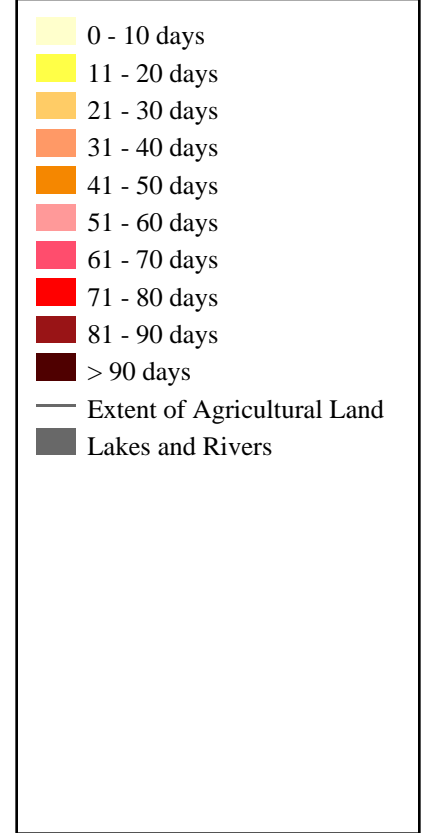 0 - 10 days
11 - 20 days
21 - 30 days
31 - 40 days
41 - 50 days
51 - 60 days
61 - 70 days
71 - 80 days
81 - 90 days
> 90 days
Extent of Agricultural Land
Lakes and Rivers